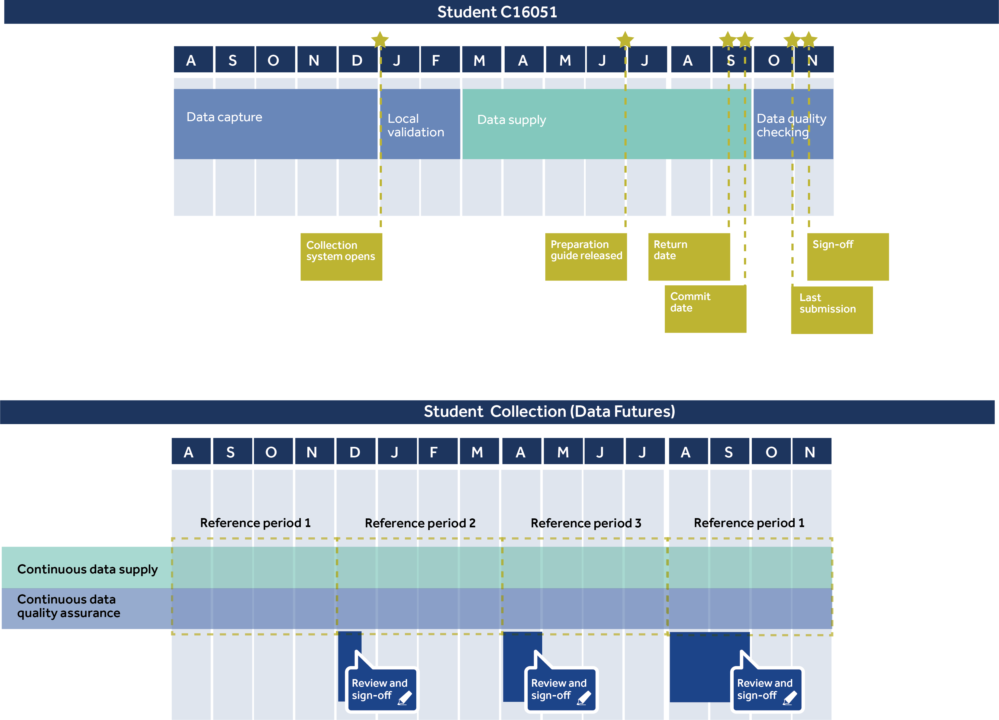 Student C16051
A S O N D J F M A M J J A S O N
Data capture
Local
validation
Data supply
Data quality
checking
Collection
system opens
Preparation
guide released
Return
date
Sign-off
Commit
date
Last
submission
Student Collection (Data Futures)
A S O N D J F M A M J J A S O N
Reference period 1
Reference period 2
Reference period 3
Reference period 1
Continuous data supply
Continuous data
quality assurance
Review and
sign-off
Review and
sign-off
Review and
sign-off